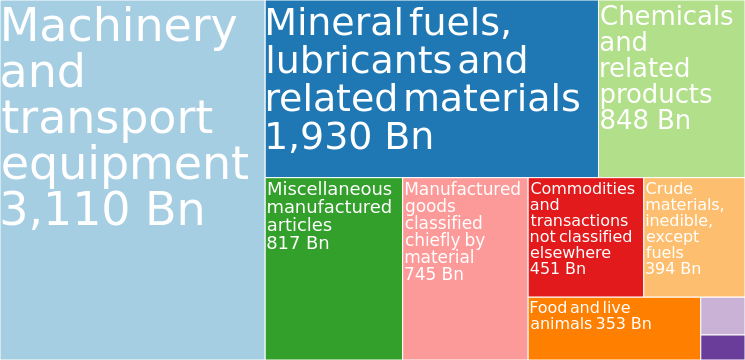 Machinery
and
transport
equipment
3,110 Bn
Mineral fuels,
lubricants and
related materials
1,930 Bn
Chemicals
and
related
products
848 Bn
Miscellaneous
manufactured
articles
817 Bn
Manufactured
goods
classified
chiefly by
material
745 Bn
Commodities
and
transactions
not classified
elsewhere
451 Bn
Crude
materials,
inedible,
except
fuels
394 Bn
Food and live
animals 353 Bn